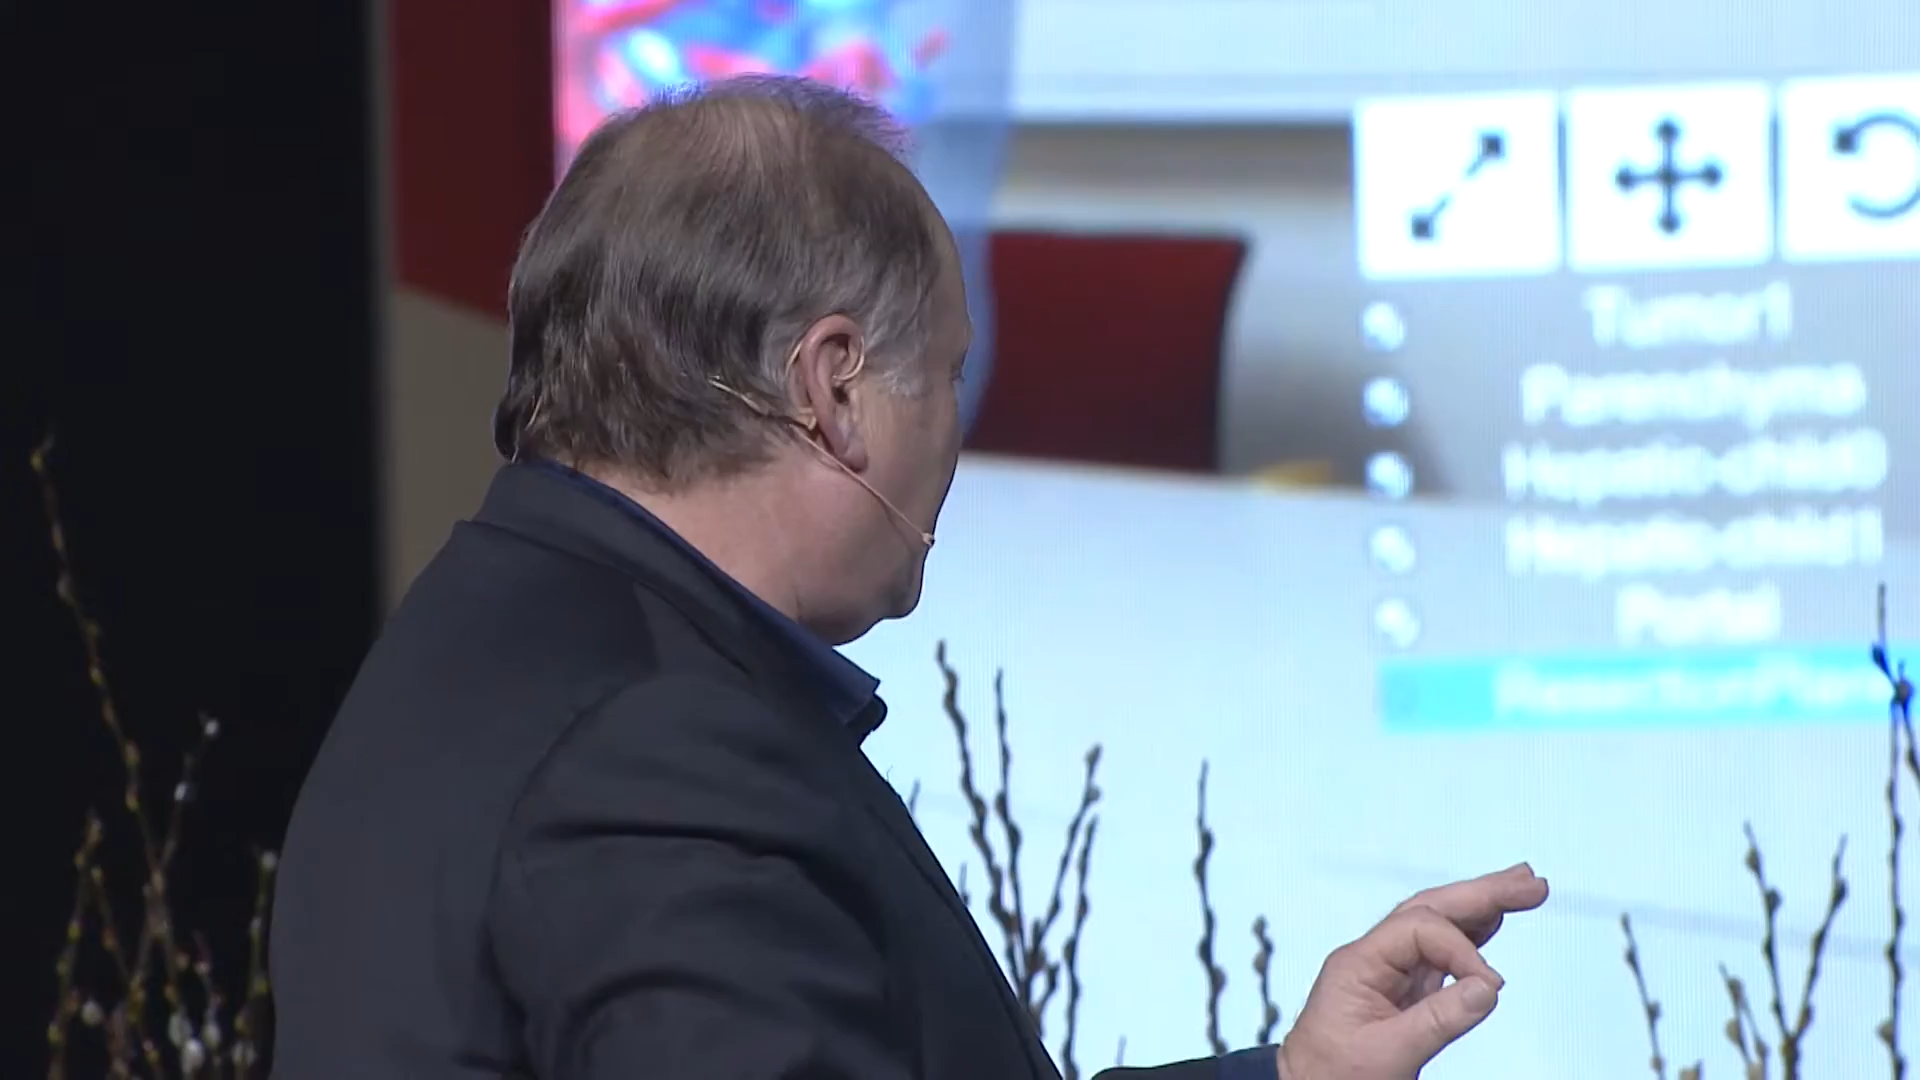 Tumor1
Parenchyma
Hepatic-child0
Hepatic-child1
Portal